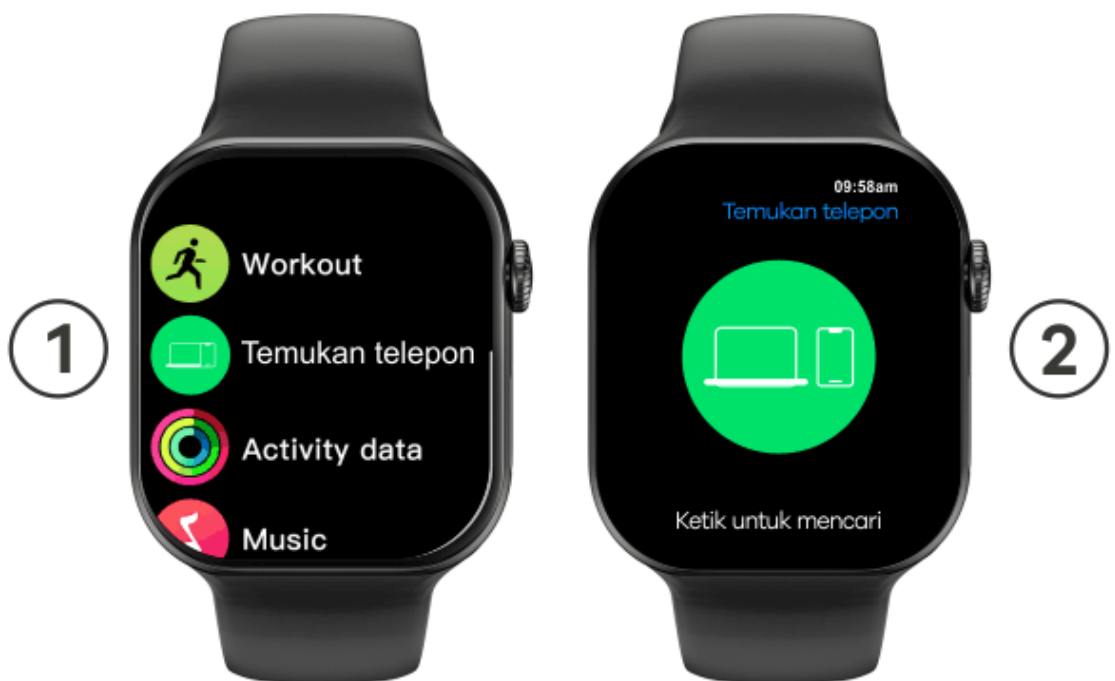 1
Workout
Temukan telepon
Activity data
Music
09:58am
Temukan telepon
Ketik untuk mencari
2